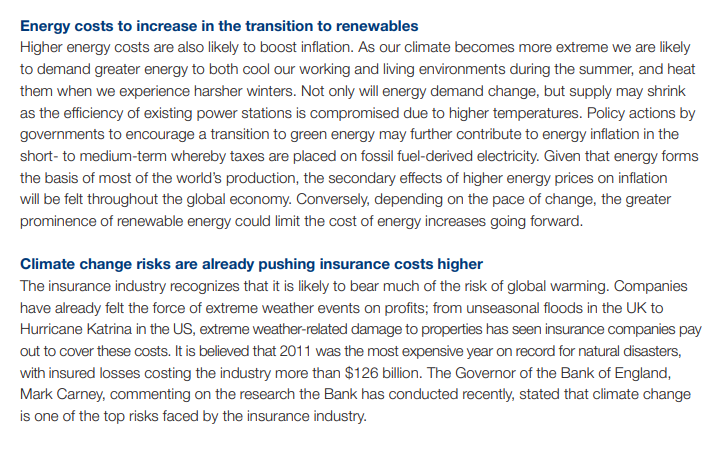 Energy costs to increase in the transition to renewables
Higher energy costs are also likely to boost inflation. As our climate becomes more extreme we are likely
to demand greater energy to both cool our working and living environments during the summer, and heat
them when we experience harsher winters. Not only will energy demand change, but supply may shrink
as the efficiency of existing power stations is compromised due to higher temperatures. Policy actions by
governments to encourage a transition to green energy may further contribute to energy inflation in the
short- to medium-term whereby taxes are placed on fossil fuel-derived electricity. Given that energy forms
the basis of most of the world's production, the secondary effects of higher energy prices on inflation
will be felt throughout the global economy. Conversely, depending on the pace of change, the greater
prominence of renewable energy could limit the cost of energy increases going forward.
Climate change risks are already pushing insurance costs higher
The insurance industry recognizes that it is likely to bear much of the risk of global warming. Companies
have already felt the force of extreme weather events on profits; from unseasonal floods in the UK to
Hurricane Katrina in the US, extreme weather-related damage to properties has seen insurance companies pay
out to cover these costs. It is believed that 2011 was the most expensive year on record for natural disasters,
with insured losses costing the industry more than $126 billion. The Governor of the Bank of England,
Mark Carney, commenting on the research the Bank has conducted recently, stated that climate change
is one of the top risks faced by the insurance industry.